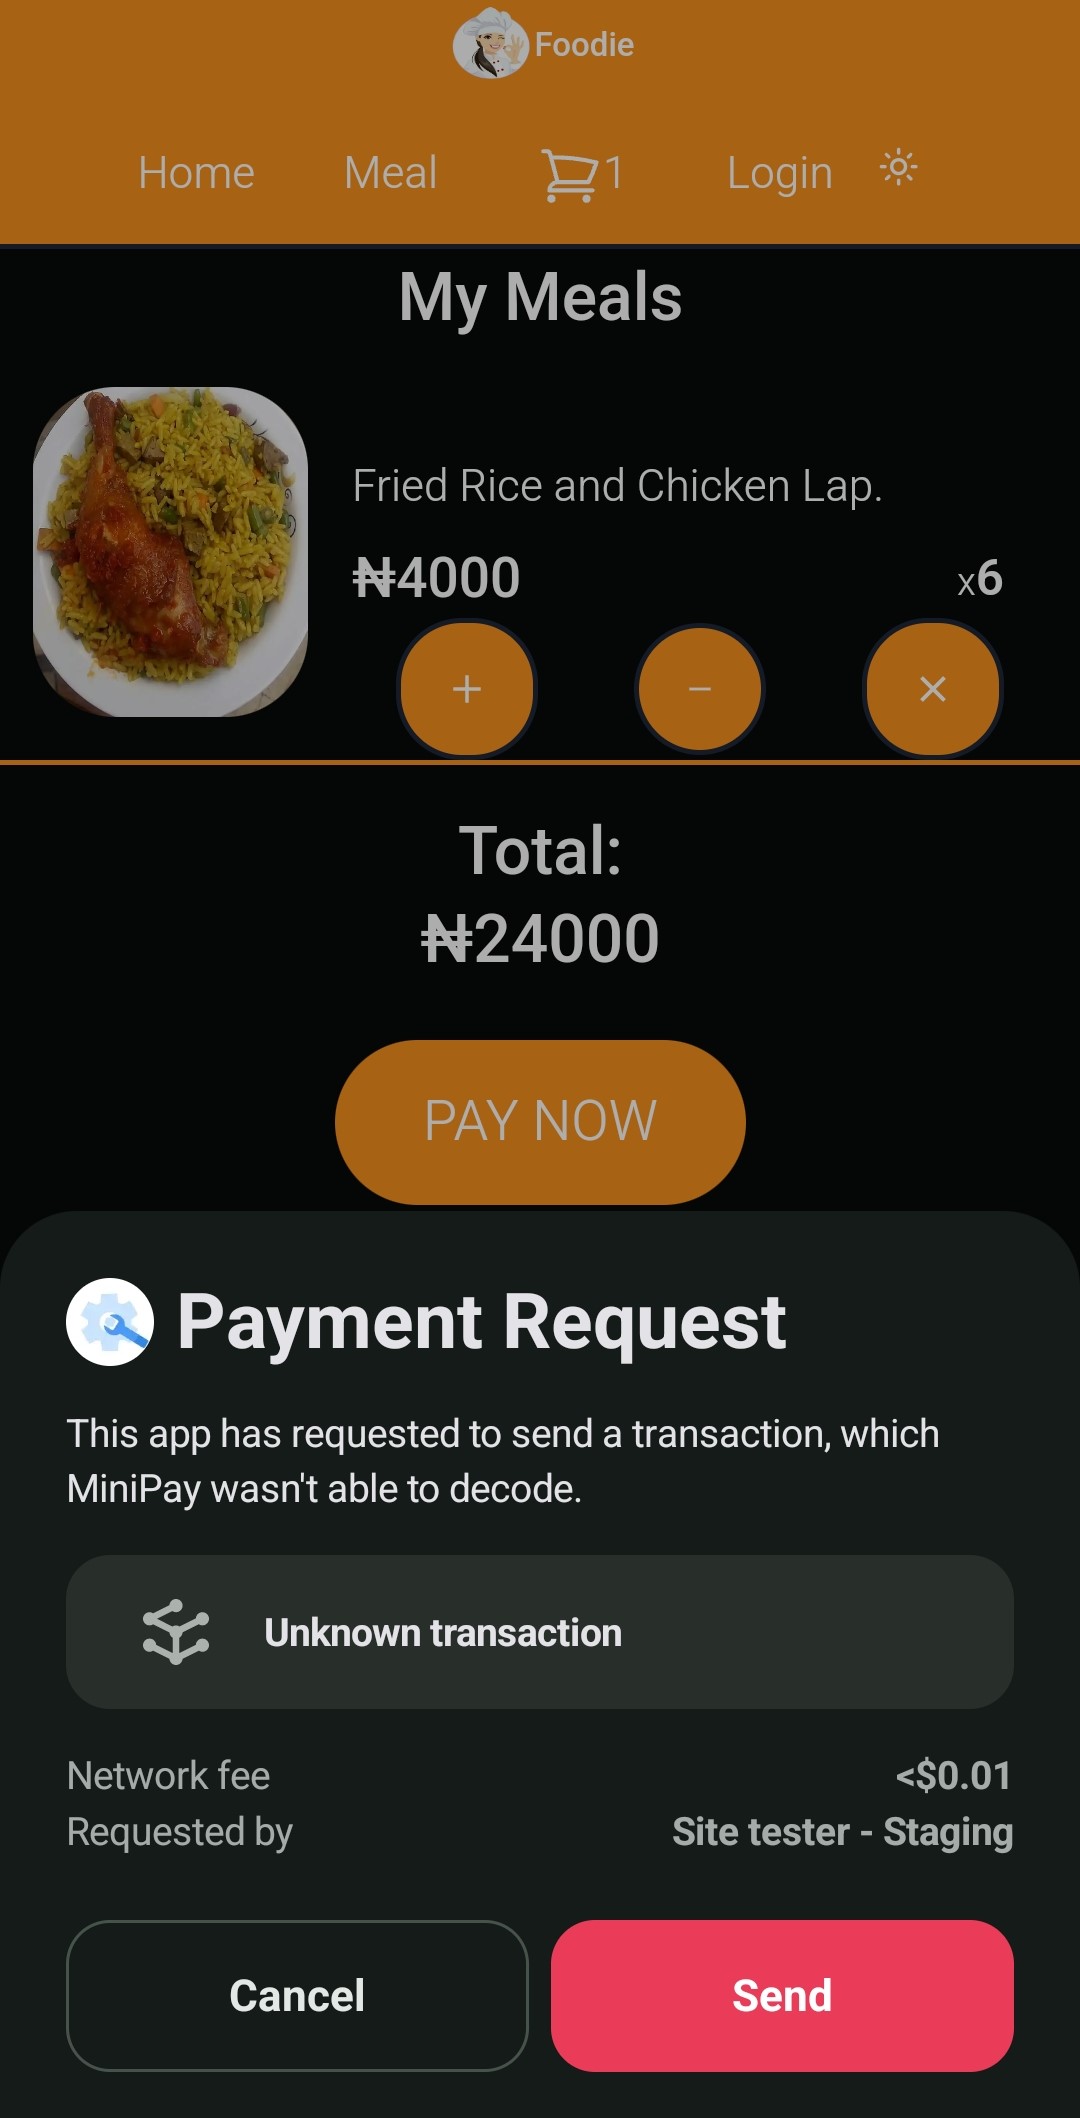 Foodie
Home Meal 1 Login
My Meals
Fried Rice and Chicken Lap.
₦4000 x6
+ − ×
Total:
₦24000
PAY NOW
Payment Request
This app has requested to send a transaction, which
MiniPay wasn't able to decode.
Unknown transaction
Network fee <$0.01
Requested by Site tester - Staging
Cancel Send